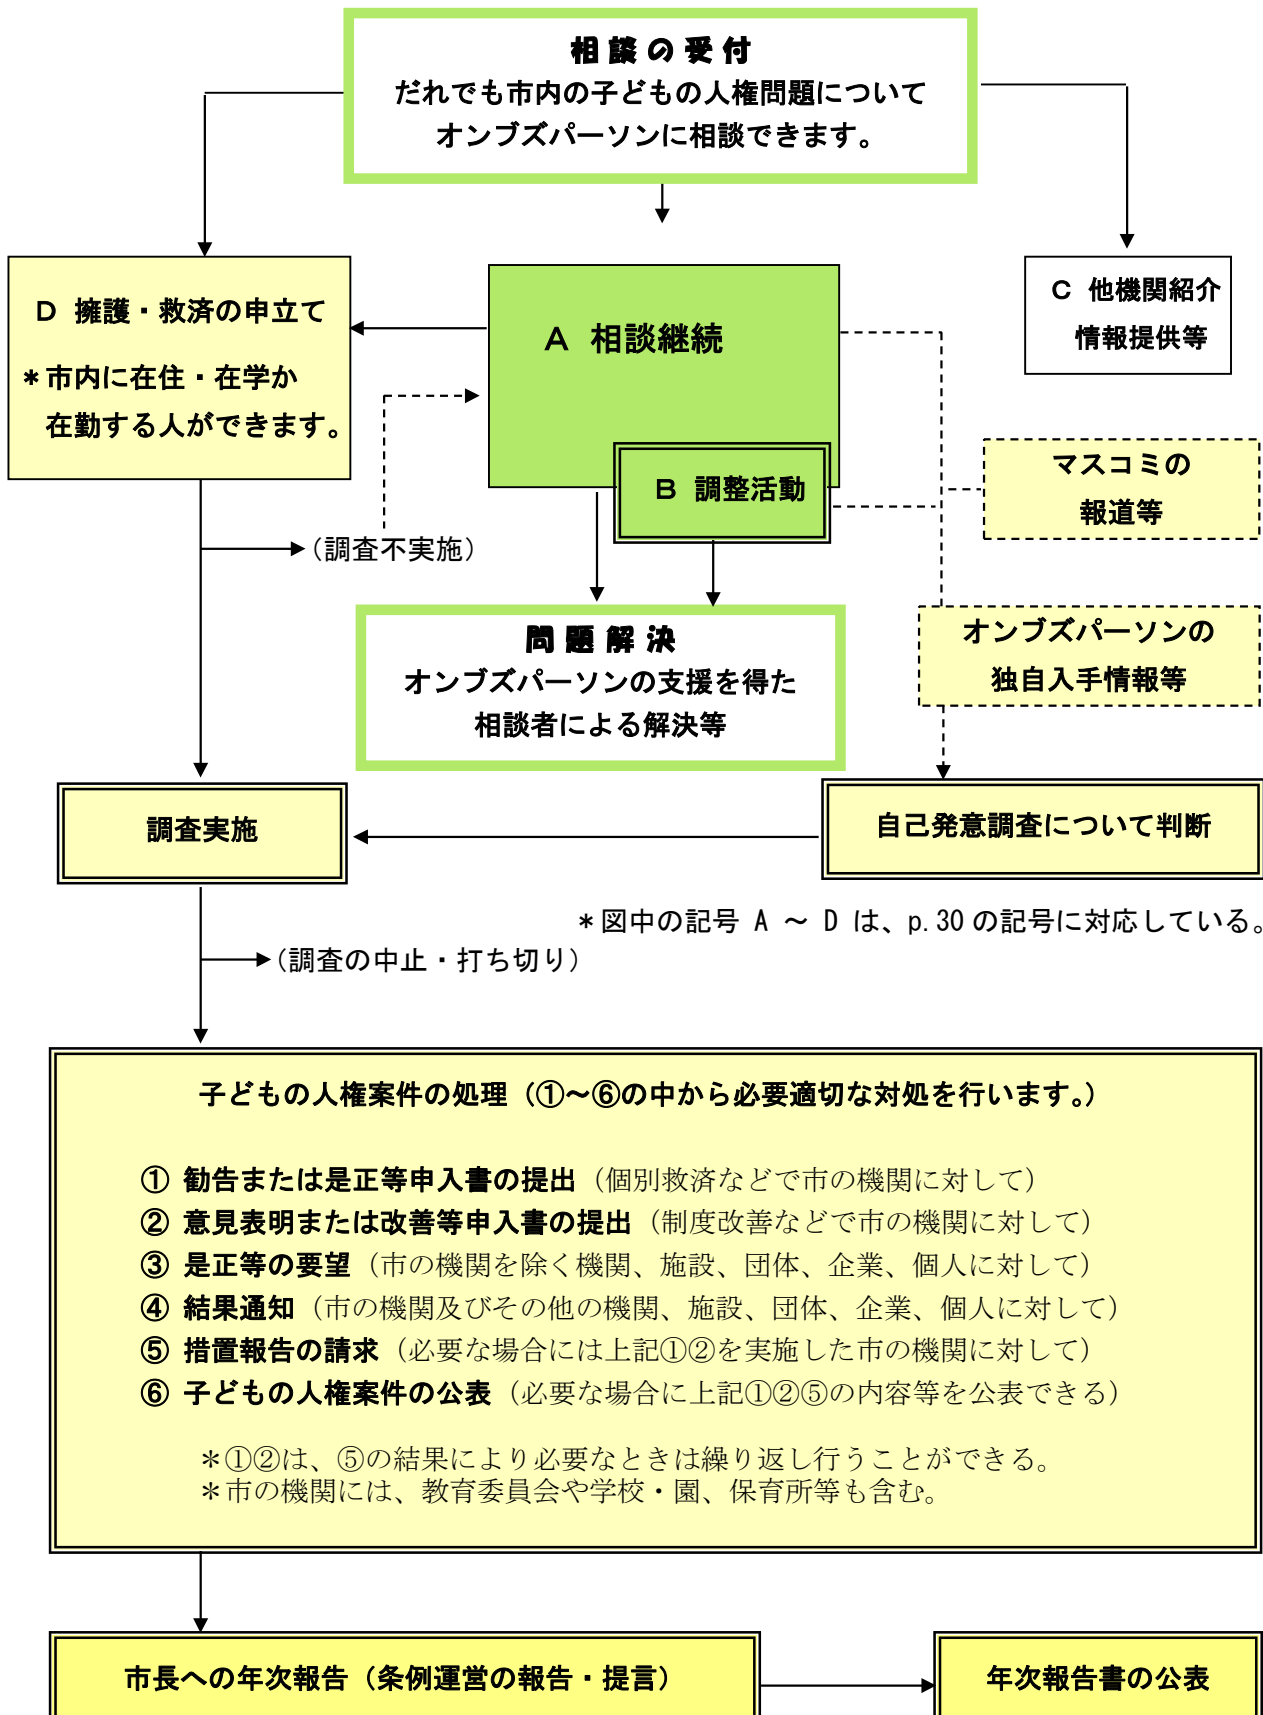 相談の受付
だれでも市内の子どもの人権問題について
オンブズパーソンに相談できます。
D 擁護・救済の申立て
*市内に在住・在学か
在勤する人ができます。
A 相談継続
C 他機関紹介
情報提供等
B 調整活動
マスコミの
報道等
(調査不実施)
問題解決
オンブズパーソンの支援を得た
相談者による解決等
オンブズパーソンの
独自入手情報等
調査実施
自己発意調査について判断
*図中の記号 A ～ D は、p.30の記号に対応している。
(調査の中止・打ち切り)
子どもの人権案件の処理（①～⑥の中から必要適切な対処を行います。）
① 勧告または是正等申入書の提出（個別救済などで市の機関に対して）
② 意見表明または改善等申入書の提出（制度改善などで市の機関に対して）
③ 是正等の要望（市の機関を除く機関、施設、団体、企業、個人に対して）
④ 結果通知（市の機関及びその他の機関、施設、団体、企業、個人に対して）
⑤ 措置報告の請求（必要な場合には上記①②を実施した市の機関に対して）
⑥ 子どもの人権案件の公表（必要な場合に上記①②⑤の内容等を公表できる）
＊①②は、⑤の結果により必要なときは繰り返し行うことができる。
＊市の機関には、教育委員会や学校・園、保育所等も含む。
市長への年次報告（条例運営の報告・提言）
年次報告書の公表